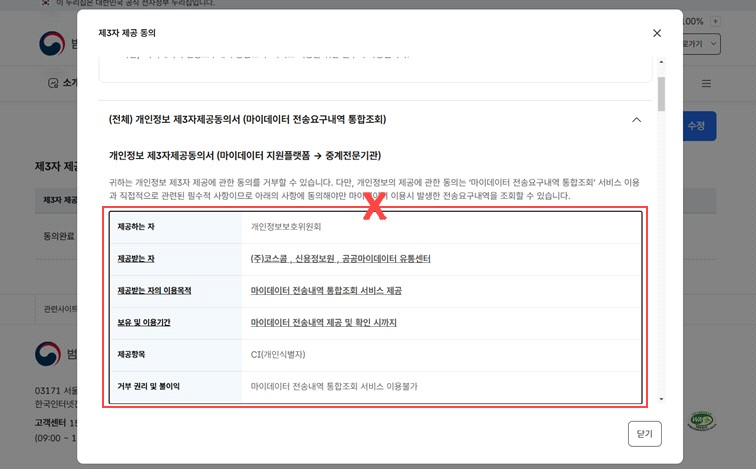 이 누리집은 대한민국 공식 전자정부 누리집입니다.
제3자 제공 동의
100%
범
소개
(전체) 개인정보 제3자제공동의서 (마이데이터 전송요구내역 통합조회)
수정
개인정보 제3자제공동의서 (마이데이터 지원플랫폼 → 중계전문기관)
제3자 제공
귀하는 개인정보 제3자 제공에 관한 동의를 거부할 수 있습니다. 다만, 개인정보의 제공에 관한 동의는 '마이데이터 전송요구내역 통합조회' 서비스 이용
과 직접적으로 관련된 필수적 사항이므로 아래의 사항에 동의해야만 마이 이용시 발생한 전송요구내역을 조회할 수 있습니다.
제3자 제공
제공하는 자 개인정보보호위원회
동의완료
제공받는 자 (주)코스콤 , 신용정보원 , 공공마이데이터 유통센터
제공받는 자의 이용목적 마이데이터 전송내역 통합조회 서비스 제공
관련사이트
보유 및 이용기간 마이데이터 전송내역 제공 및 확인 시까지
제공항목 CI(개인식별자)
범
거부 권리 및 불이익 마이데이터 전송내역 통합조회 서비스 이용불가
03171 서울
한국인터넷진
고객센터 15
(09:00 ~ 1
닫기